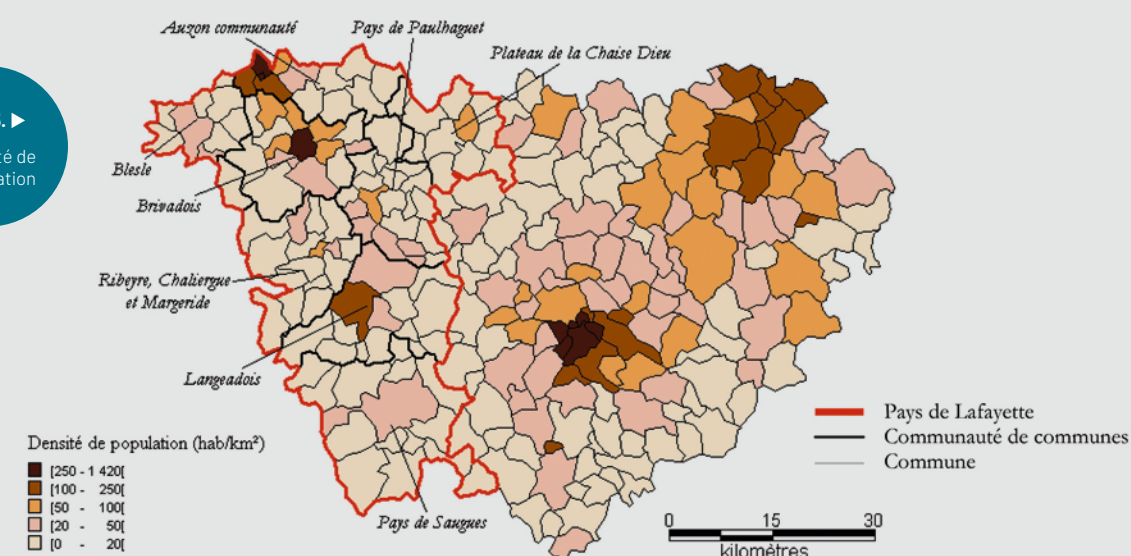 Auzon communauté
Pays de Paulhaguet
Plateau de la Chaise Dieu
Blesle
Brivadois
Ribeyre, Chaliergue
et Margeride
Langeadois
Pays de Saugues
Densité de population (hab/km²)
[250 - 1 420[
[100 - 250[
[50 - 100[
[20 - 50[
[0 - 20[
Pays de Lafayette
Communauté de communes
Commune
0 15 30
kilomètres